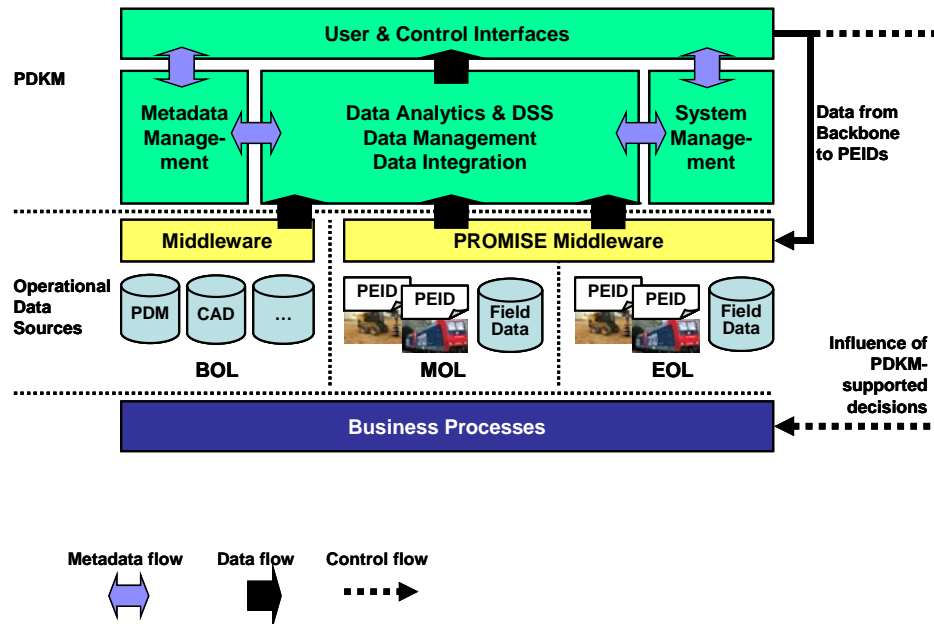 User & Control Interfaces
PDKM
Metadata
Manage-
ment
Data Analytics & DSS
Data Management
Data Integration
System
Manage-
ment
Data from
Backbone
to PEIDs
Middleware
PROMISE Middleware
Operational
Data
Sources
PDM
CAD
...
PEID
PEID
Field
Data
PEID
PEID
Field
Data
BOL
MOL
EOL
Influence of
PDKM-
supported
decisions
Business Processes
Metadata flow
Data flow
Control flow